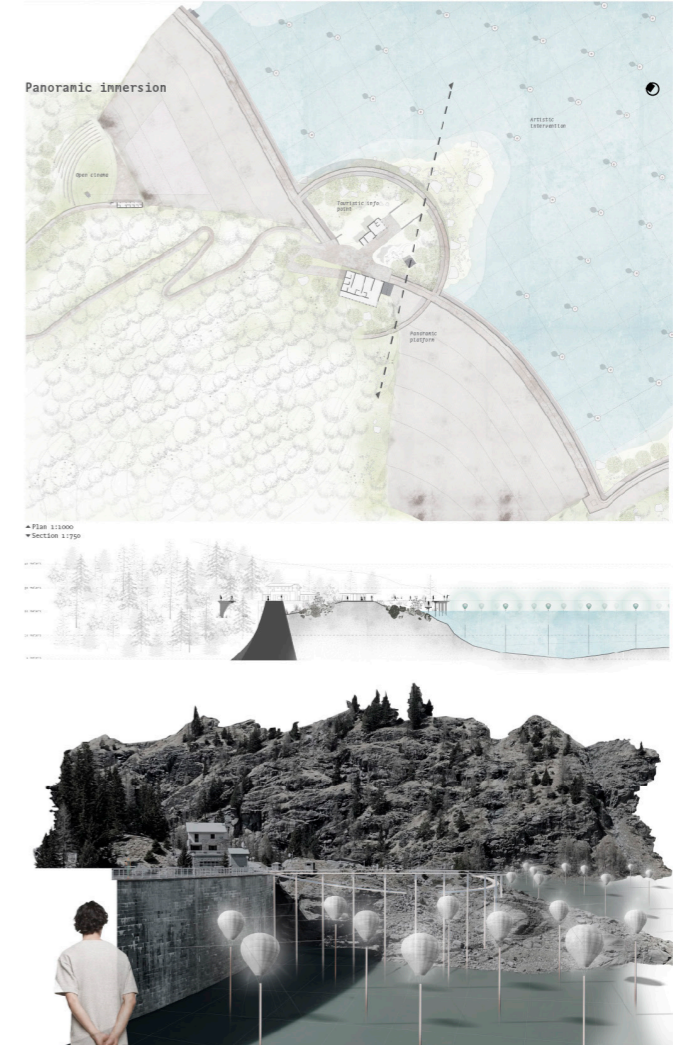 Panoramic immersion
Artistic
intervention
Open cinema
Touristic info
point
Panoramic
platform
Plan 1:1000
Section 1:750